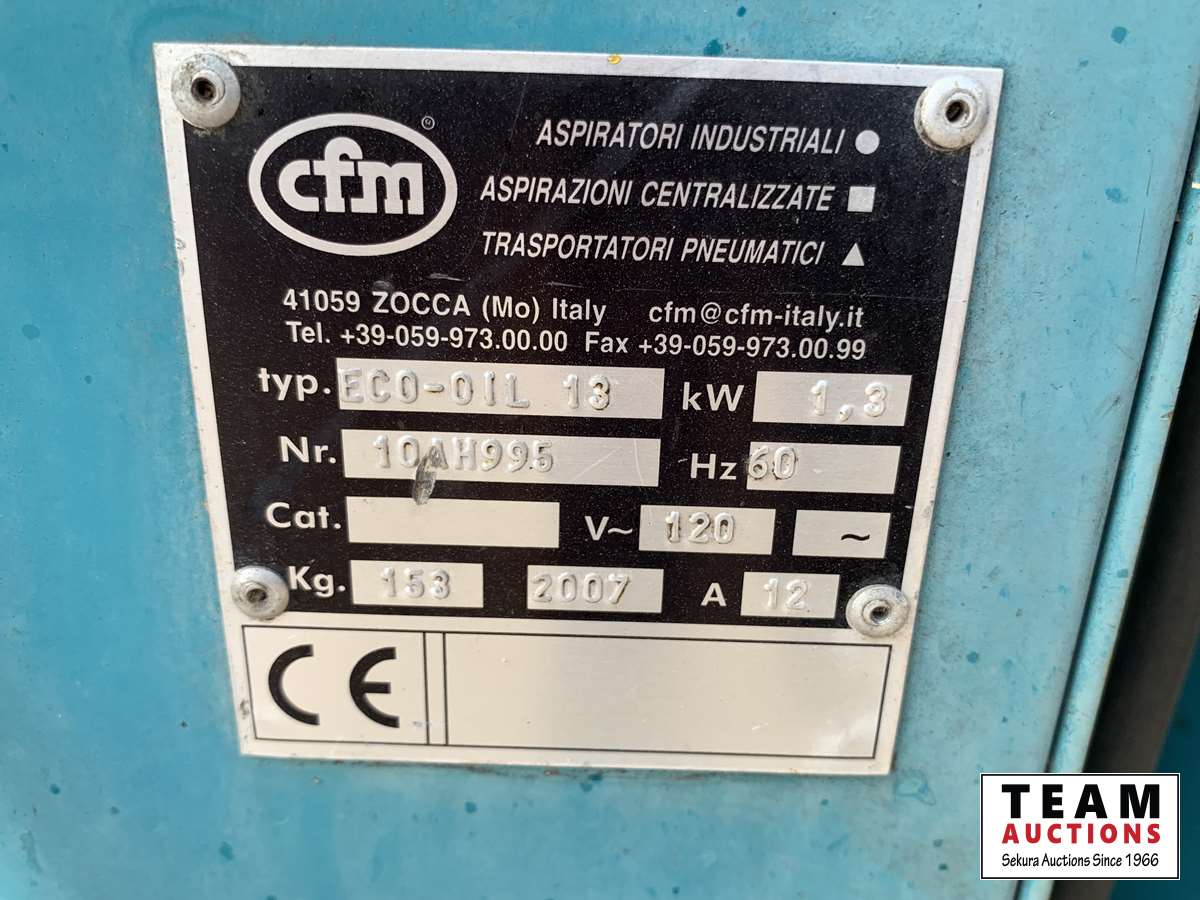 cfm ®
ASPIRATORI INDUSTRIALI ●
ASPIRAZIONI CENTRALIZZATE ■
TRASPORTATORI PNEUMATICI ▲
41059 ZOCCA (Mo) Italy cfm@cfm-italy.it
Tel. +39-059-973.00.00 Fax +39-059-973.00.99
typ. ECO-OIL 13 kW 1,3
Nr. 10AH995 Hz 60
Cat. V~ 120 ~
Kg. 153 2007 A 12
CE
TEAM
AUCTIONS
Sekura Auctions Since 1966